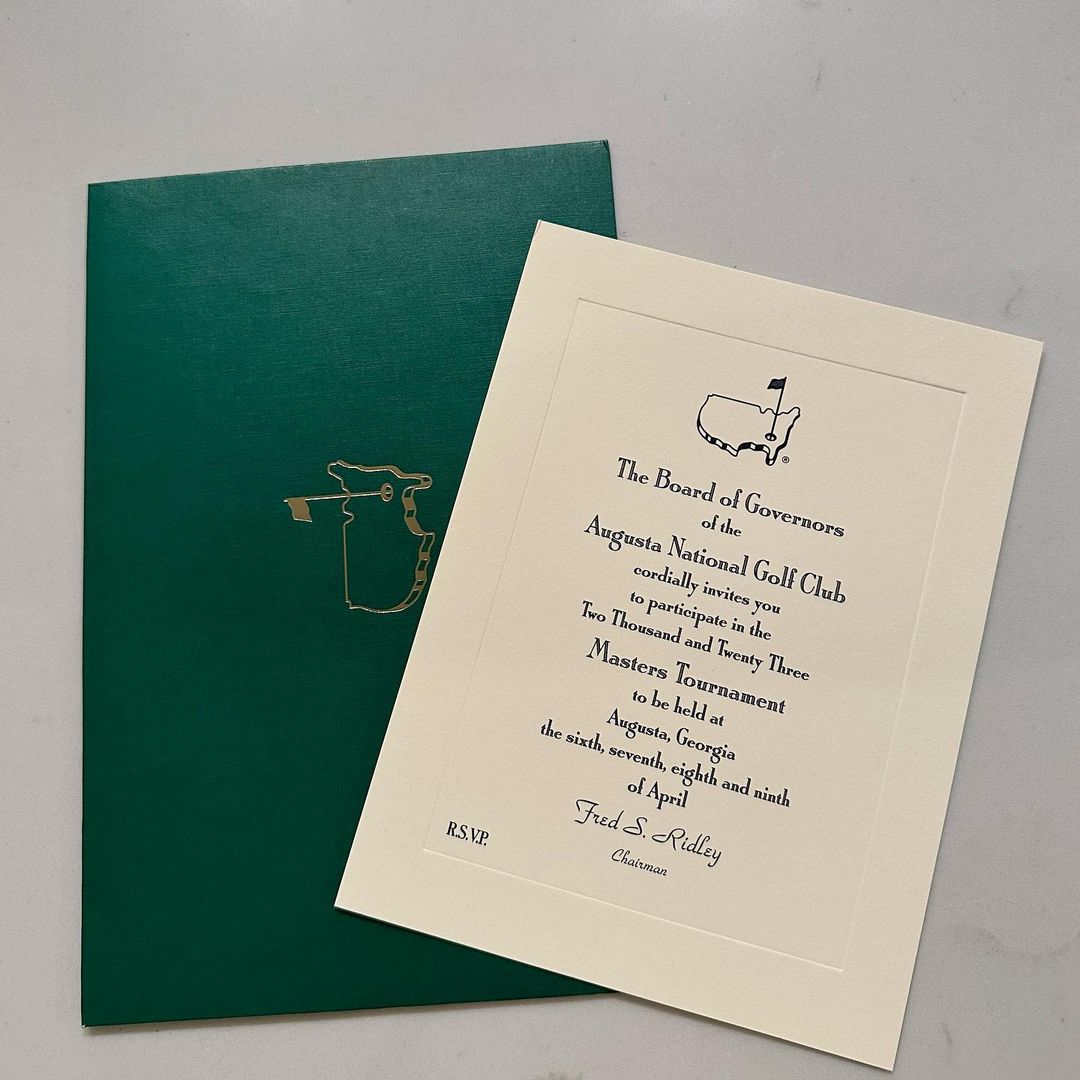 ®
The Board of Governors
of the
Augusta National Golf Club
cordially invites you
to participate in the
Two Thousand and Twenty Three
Masters Tournament
to be held at
Augusta, Georgia
the sixth, seventh, eighth and ninth
of April
Fred S. Ridley
Chairman
R.S.V.P.